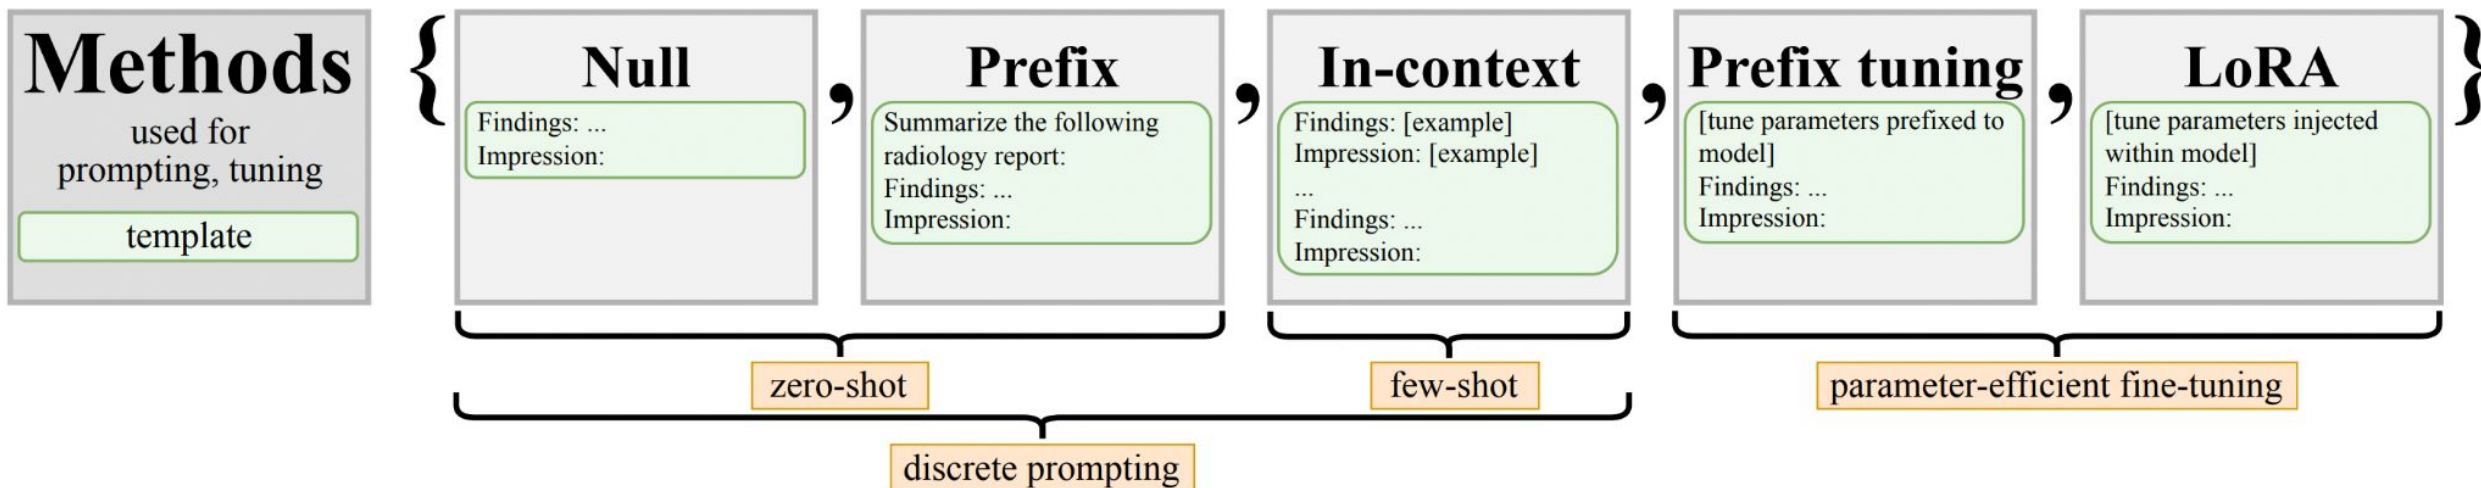 Methods
used for
prompting, tuning
template
{
Null
Findings: ...
Impression:
,
Prefix
Summarize the following
radiology report:
Findings: ...
Impression:
,
In-context
Findings: [example]
Impression: [example]
...
Findings: ...
Impression:
,
Prefix tuning
[tune parameters prefixed to
model]
Findings: ...
Impression:
,
LoRA
[tune parameters injected
within model]
Findings: ...
Impression:
}
zero-shot
few-shot
parameter-efficient fine-tuning
discrete prompting